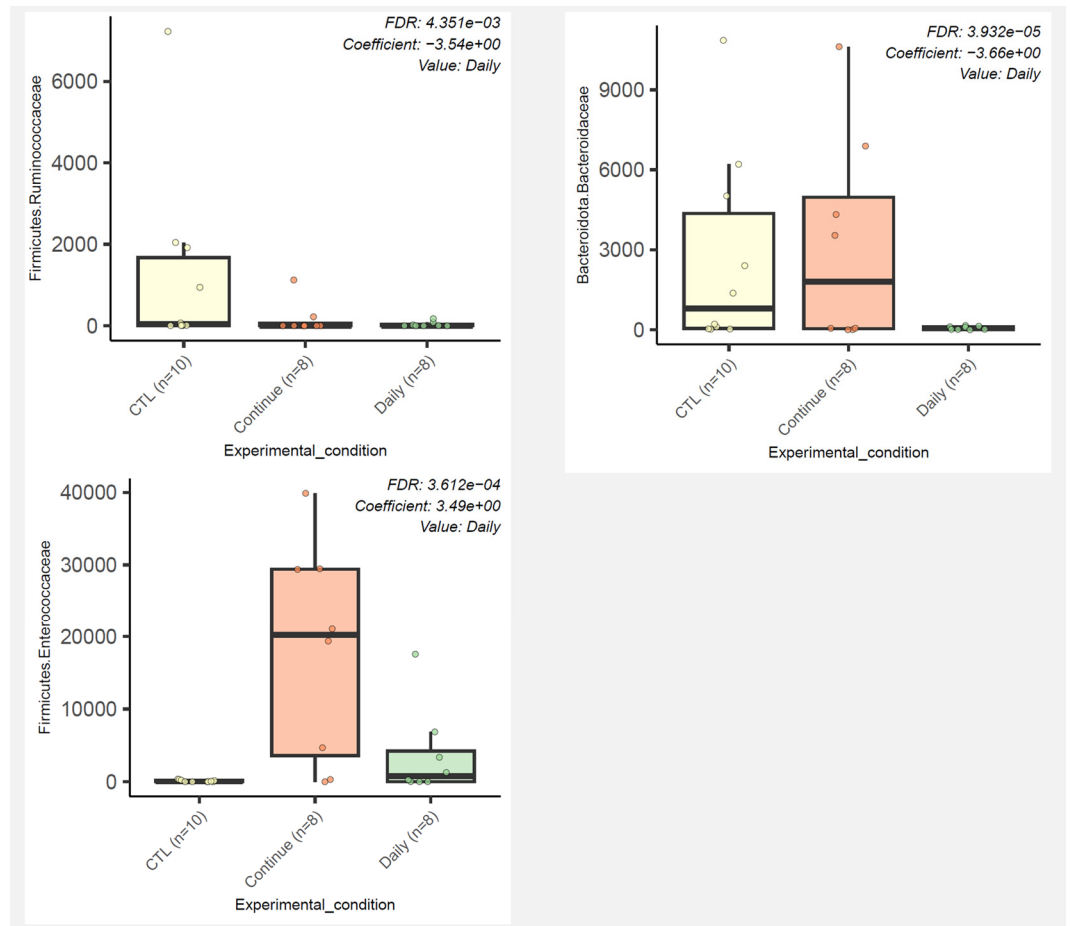 FDR: 4.351e−03
Coefficient: −3.54e+00
Value: Daily
Firmicutes.Ruminococcaceae
6000
4000
2000
0
CTL (n=10)
Continue (n=8)
Daily (n=8)
Experimental_condition
FDR: 3.932e−05
Coefficient: −3.66e+00
Value: Daily
Bacteroidota.Bacteroidaceae
9000
6000
3000
0
CTL (n=10)
Continue (n=8)
Daily (n=8)
Experimental_condition
FDR: 3.612e−04
Coefficient: 3.49e+00
Value: Daily
Firmicutes.Enterococcaceae
40000
30000
20000
10000
0
CTL (n=10)
Continue (n=8)
Daily (n=8)
Experimental_condition